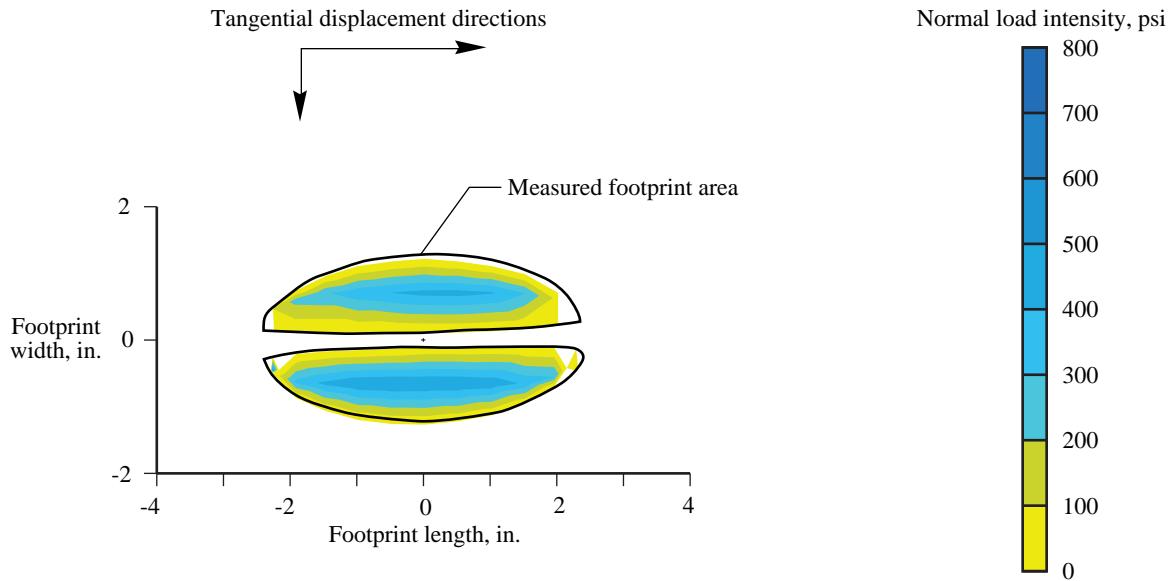 Tangential displacement directions
Normal load intensity, psi
800
700
600
500
400
300
200
100
0
Measured footprint area
2
0
-2
Footprint
width, in.
-4
-2
0
2
4
Footprint length, in.